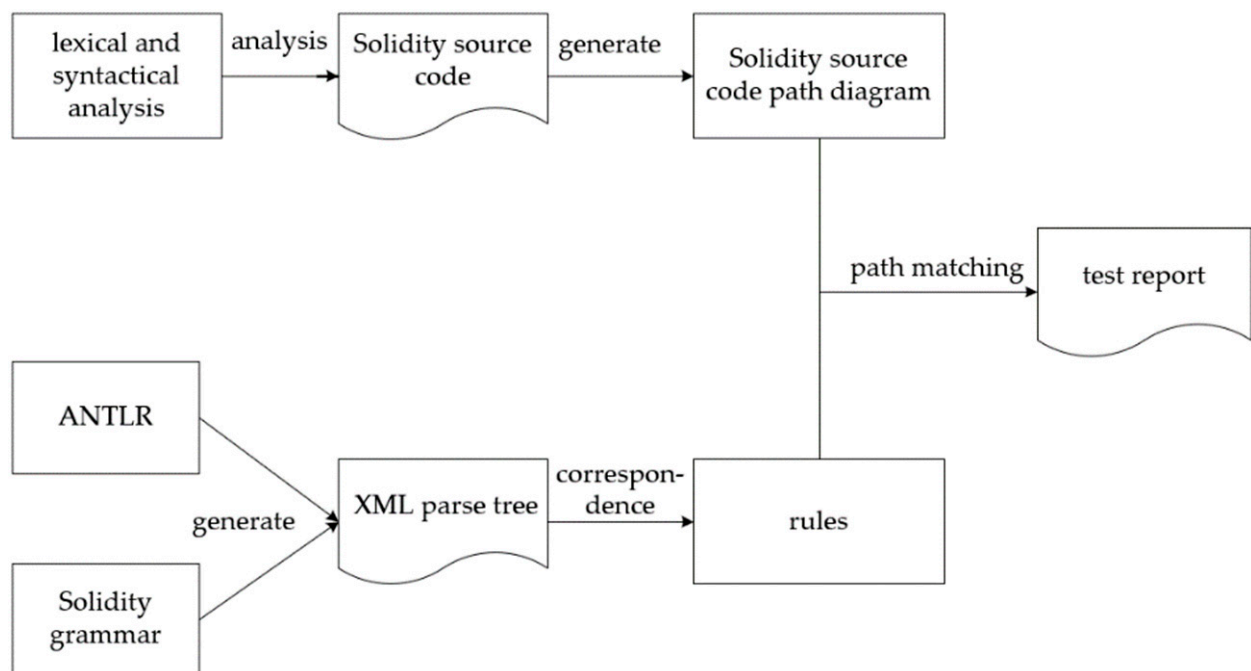 lexical and
syntactical
analysis
analysis
Solidity source
code
generate
Solidity source
code path diagram
path matching
test report
ANTLR
generate
Solidity
grammar
XML parse tree
correspon-
dence
rules